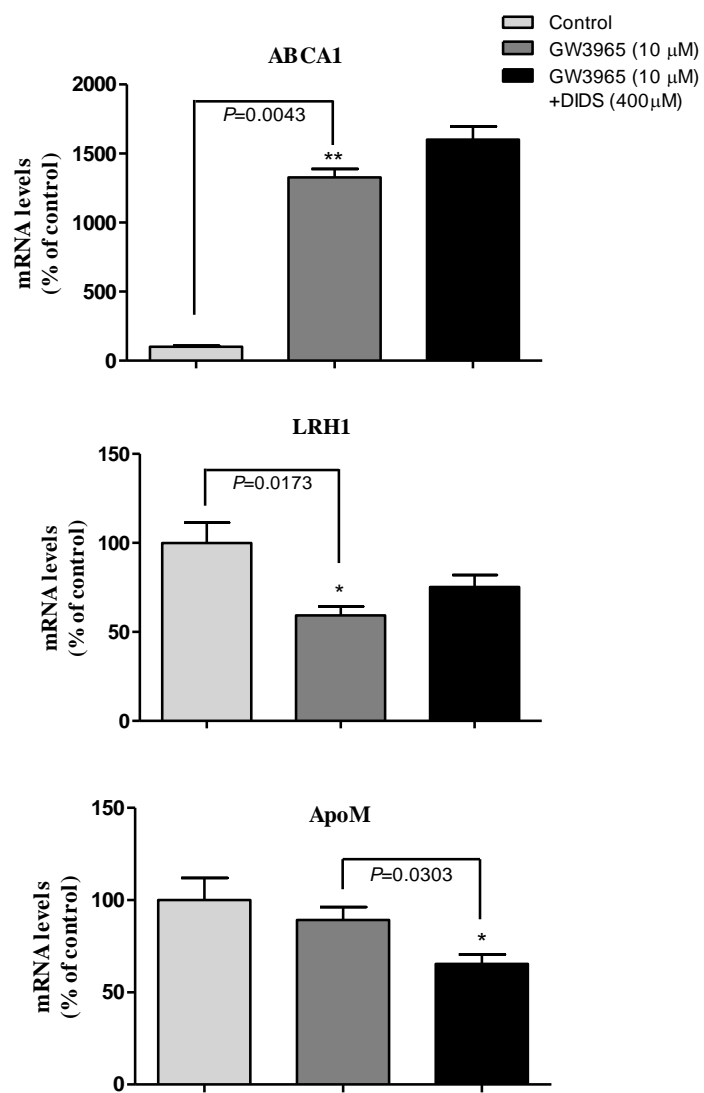 Control
GW3965 (10 μM)
GW3965 (10 μM)
+DIDS (400μM)
ABCA1
2000
1500
1000
500
0
mRNA levels
(% of control)
P=0.0043
**
LRH1
150
100
50
0
mRNA levels
(% of control)
P=0.0173
*
ApoM
150
100
50
0
mRNA levels
(% of control)
P=0.0303
*